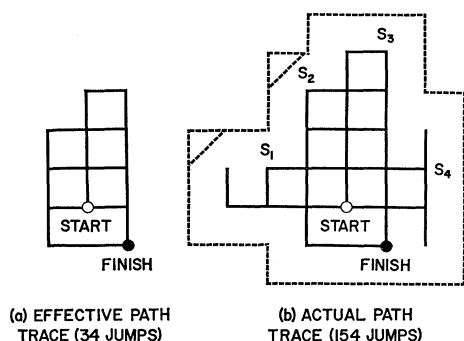 S3
S2
S1
S4
START
FINISH
START
FINISH
(a) EFFECTIVE PATH
TRACE (34 JUMPS)
(b) ACTUAL PATH
TRACE (154 JUMPS)